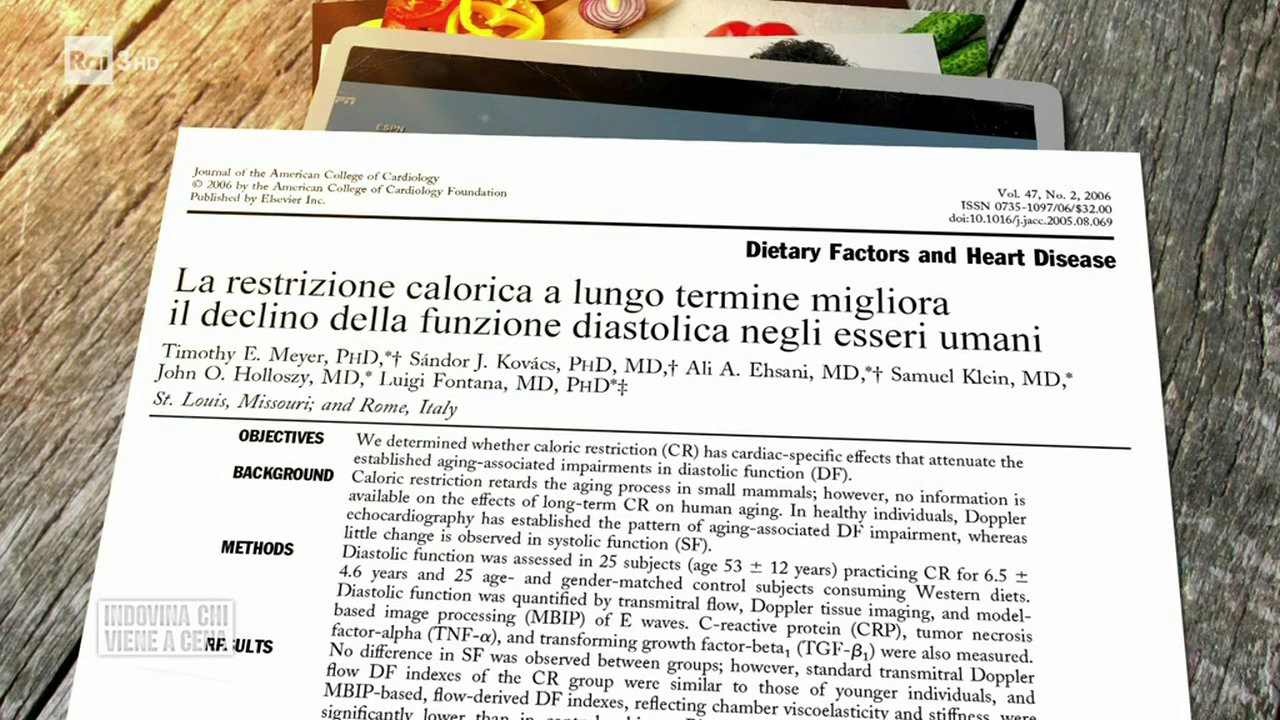 Rai 3HD
ESPN
Journal of the American College of Cardiology
© 2006 by the American College of Cardiology Foundation
Published by Elsevier Inc.
Vol. 47, No. 2, 2006
ISSN 0735-1097/06/$32.00
doi:10.1016/j.jacc.2005.08.069
Dietary Factors and Heart Disease
La restrizione calorica a lungo termine migliora
il declino della funzione diastolica negli esseri umani
Timothy E. Meyer, PHD,*† Sándor J. Kovács, PHD, MD,† Ali A. Ehsani, MD,*† Samuel Klein, MD,*
John O. Holloszy, MD,* Luigi Fontana, MD, PHD*‡
St. Louis, Missouri; and Rome, Italy
OBJECTIVES We determined whether caloric restriction (CR) has cardiac-specific effects that attenuate the
established aging-associated impairments in diastolic function (DF).
BACKGROUND Caloric restriction retards the aging process in small mammals; however, no information is
available on the effects of long-term CR on human aging. In healthy individuals, Doppler
echocardiography has established the pattern of aging-associated DF impairment, whereas
little change is observed in systolic function (SF).
METHODS Diastolic function was assessed in 25 subjects (age 53 ± 12 years) practicing CR for 6.5 ±
4.6 years and 25 age- and gender-matched control subjects consuming Western diets.
Diastolic function was quantified by transmitral flow, Doppler tissue imaging, and model-
based image processing (MBIP) of E waves. C-reactive protein (CRP), tumor necrosis
factor-alpha (TNF-α), and transforming growth factor-beta₁ (TGF-β₁) were also measured.
RESULTS No difference in SF was observed between groups; however, standard transmitral Doppler
flow DF indexes of the CR group were similar to those of younger individuals, and
MBIP-based, flow-derived DF indexes, reflecting chamber viscoelasticity and stiffness, were
significantly lower than in
INDOVINA CHI
VIENE A CENA